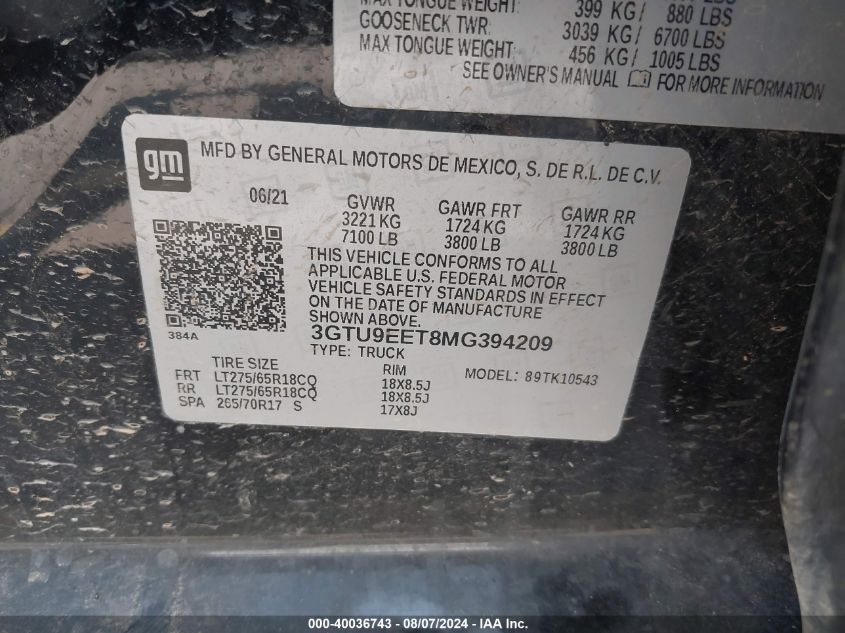 MAX TONGUE WEIGHT: 399 KG/ 880 LBS
GOOSENECK TWR: 3039 KG/ 6700 LBS
MAX TONGUE WEIGHT: 456 KG/ 1005 LBS
SEE OWNER'S MANUAL FOR MORE INFORMATION
gm MFD BY GENERAL MOTORS DE MEXICO, S. DE R.L. DE C.V.
06/21 GVWR GAWR FRT GAWR RR
3221 KG 1724 KG 1724 KG
7100 LB 3800 LB 3800 LB
THIS VEHICLE CONFORMS TO ALL
APPLICABLE U.S. FEDERAL MOTOR
VEHICLE SAFETY STANDARDS IN EFFECT
ON THE DATE OF MANUFACTURE
SHOWN ABOVE.
384A 3GTU9EET8MG394209
TYPE: TRUCK
TIRE SIZE RIM MODEL: 89TK10543
FRT LT275/65R18CQ 18X8.5J
RR LT275/65R18CQ 18X8.5J
SPA 265/70R17 S 17X8J
000-40036743 - 08/07/2024 - IAAI.com.